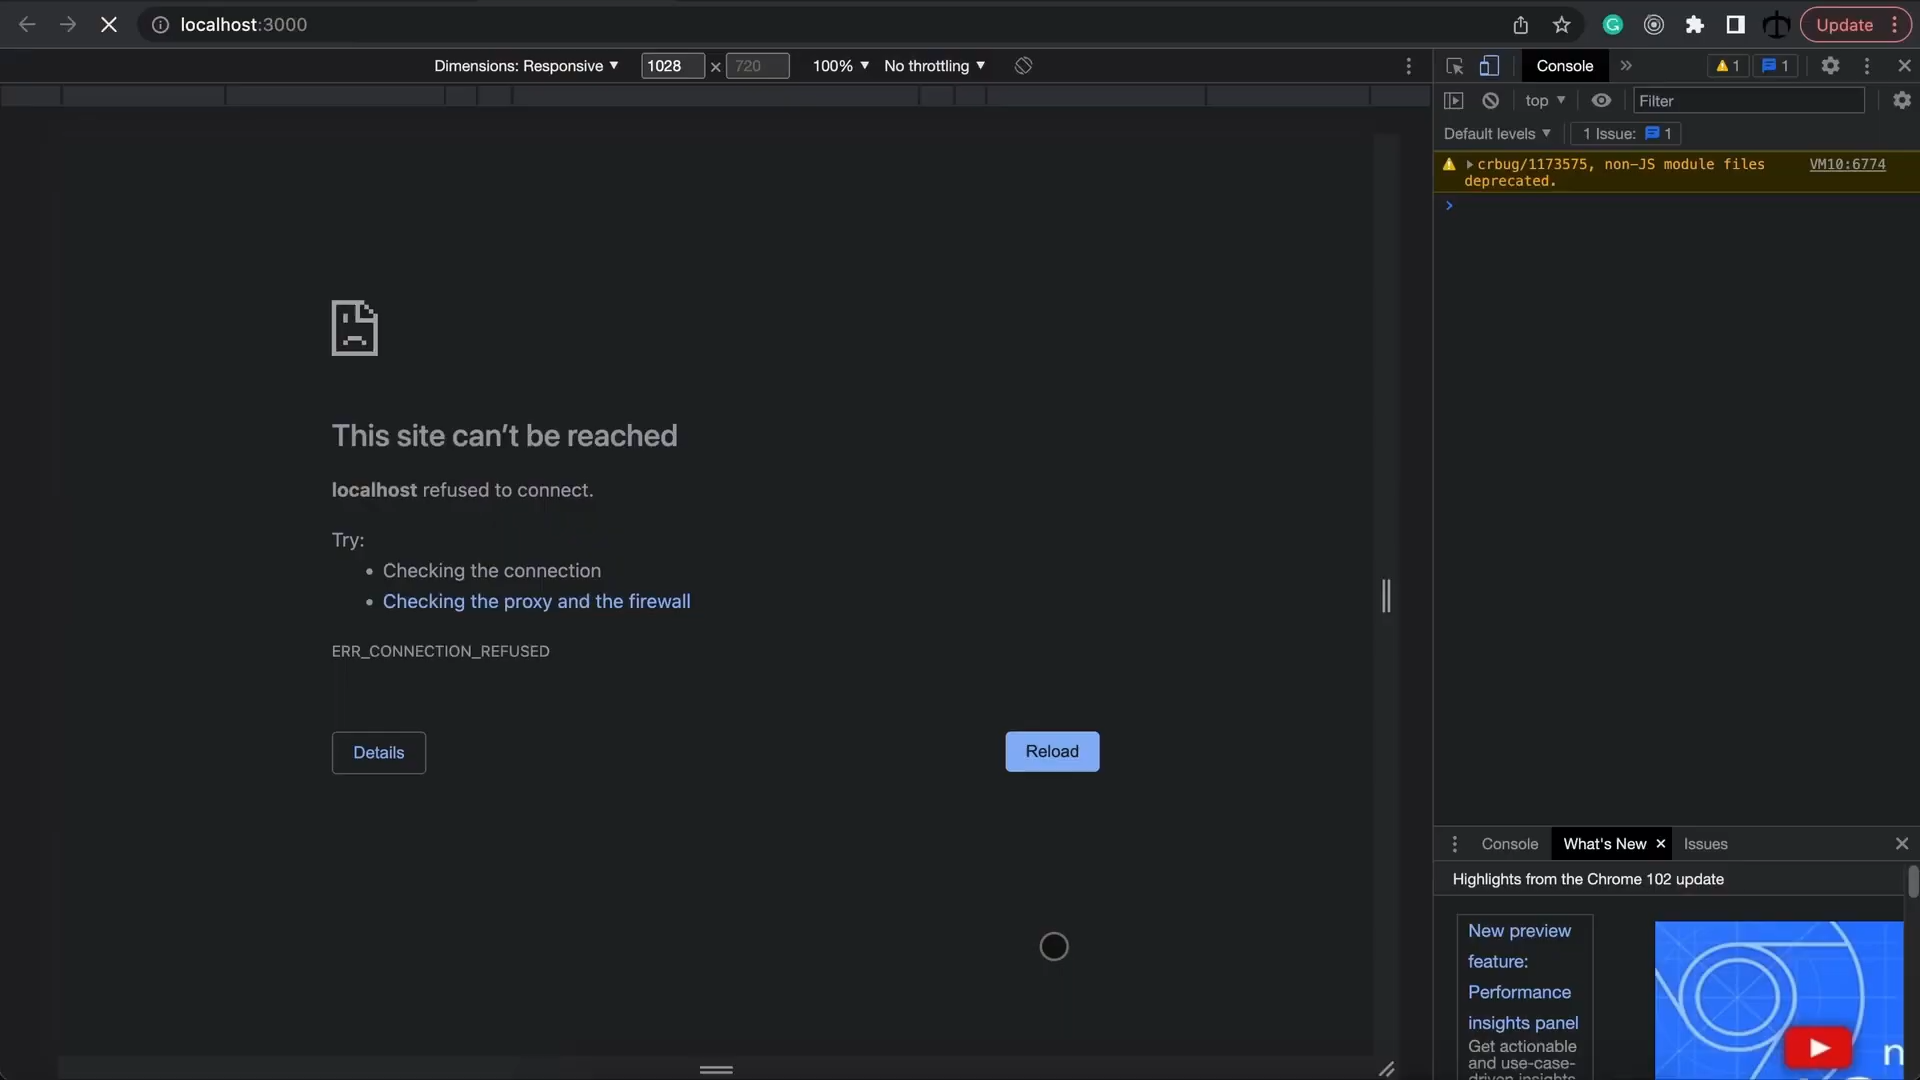 localhost:3000
Update
Dimensions: Responsive
1028 × 720
100%
No throttling
Console
1
1
top
Filter
Default levels
1 Issue: 1
crbug/1173575, non-JS module files deprecated.
VM10:6774
This site can't be reached
localhost refused to connect.
Try:
• Checking the connection
• Checking the proxy and the firewall
ERR_CONNECTION_REFUSED
Details
Reload
Console
What's New
Issues
Highlights from the Chrome 102 update
New preview
feature:
Performance
insights panel
Get actionable
and use-case-
driven insights
n